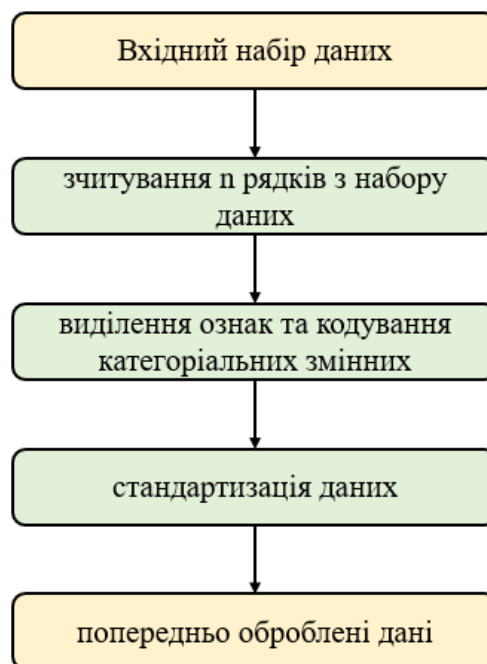 Вхідний набір даних
зчитування n рядків з набору
даних
виділення ознак та кодування
категоріальних змінних
стандартизація даних
попередньо оброблені дані